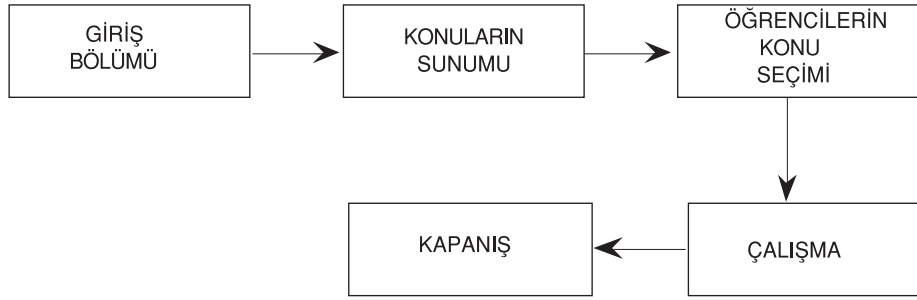 GİRİŞ
BÖLÜMÜ
KONULARIN
SUNUMU
ÖĞRENCİLERİN
KONU
SEÇİMİ
ÇALIŞMA
KAPANIŞ